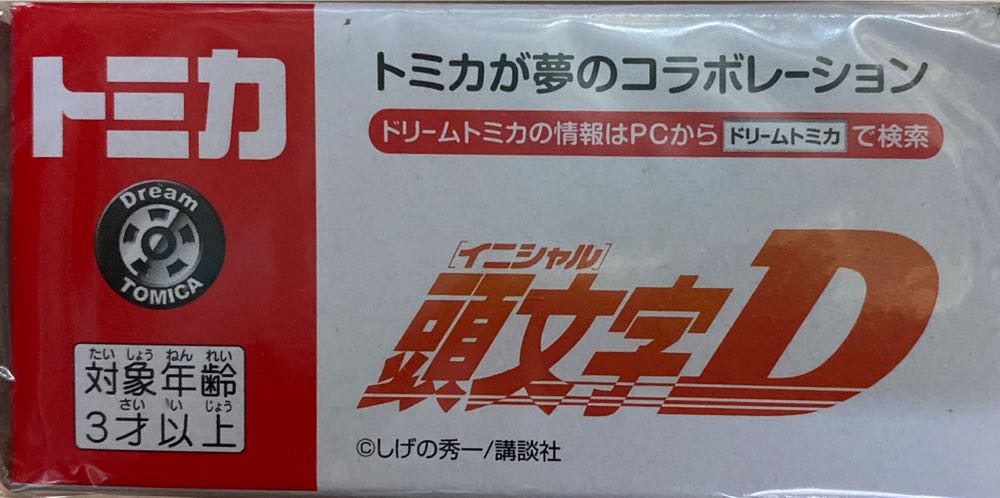 トミカ
Dream
TOMICA
たいしょうねんれい
対象年齢
さいいじょう
3才以上
トミカが夢のコラボレーション
ドリームトミカの情報はPCから ドリームトミカ で検索
[イニシャル]
頭文字D
©しげの秀一/講談社